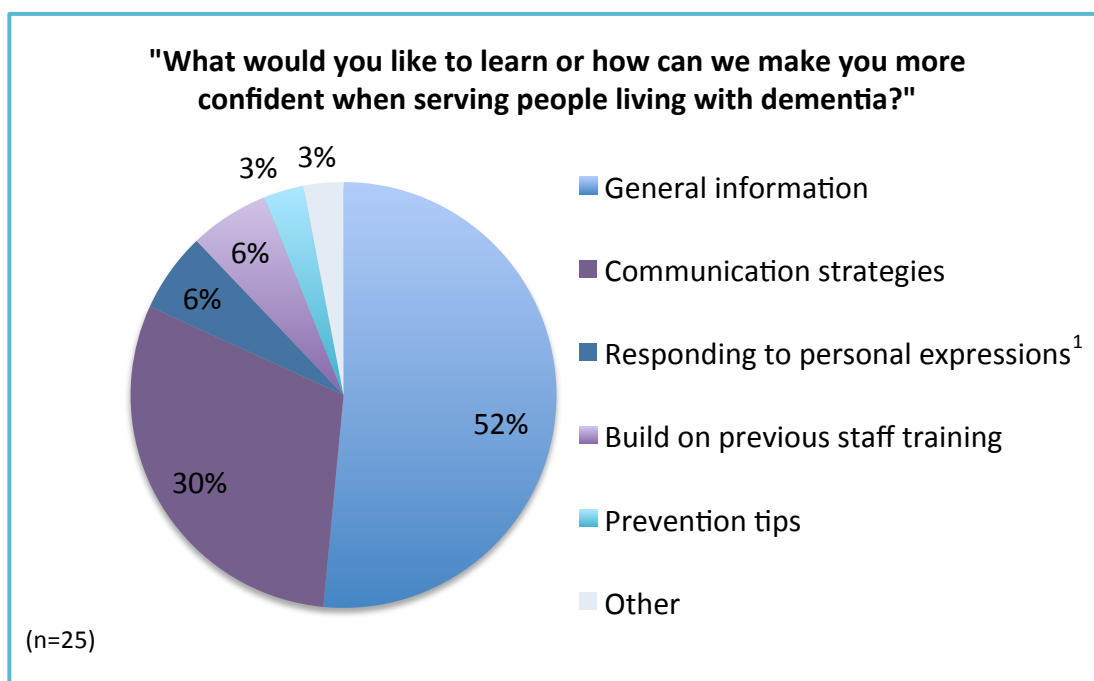 "What would you like to learn or how can we make you more
confident when serving people living with dementia?"
3%
3%
6%
6%
30%
52%
General information
Communication strategies
Responding to personal expressions¹
Build on previous staff training
Prevention tips
Other
(n=25)